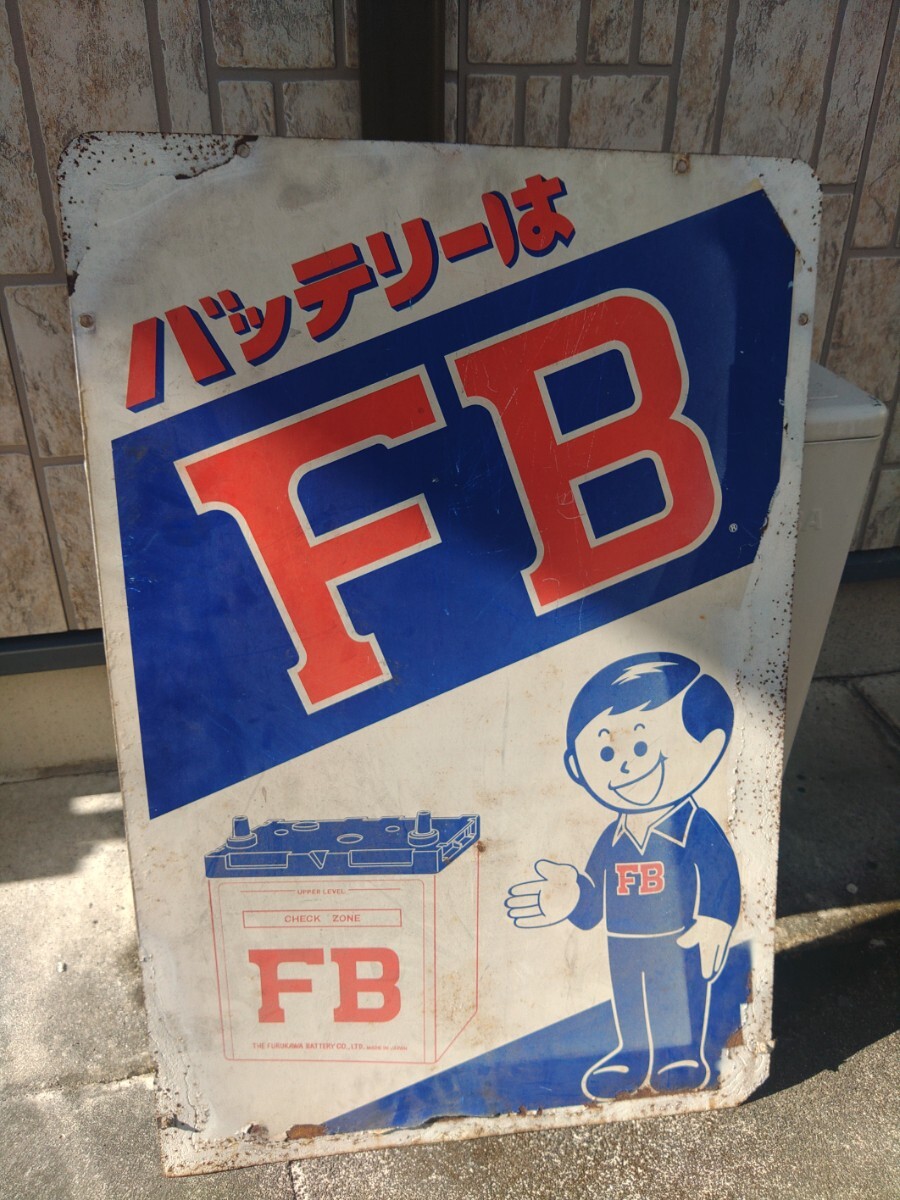 バッテリーは
FB
®
UPPER LEVEL
CHECK ZONE
FB
THE FURUKAWA BATTERY CO.,LTD. MADE IN JAPAN
FB